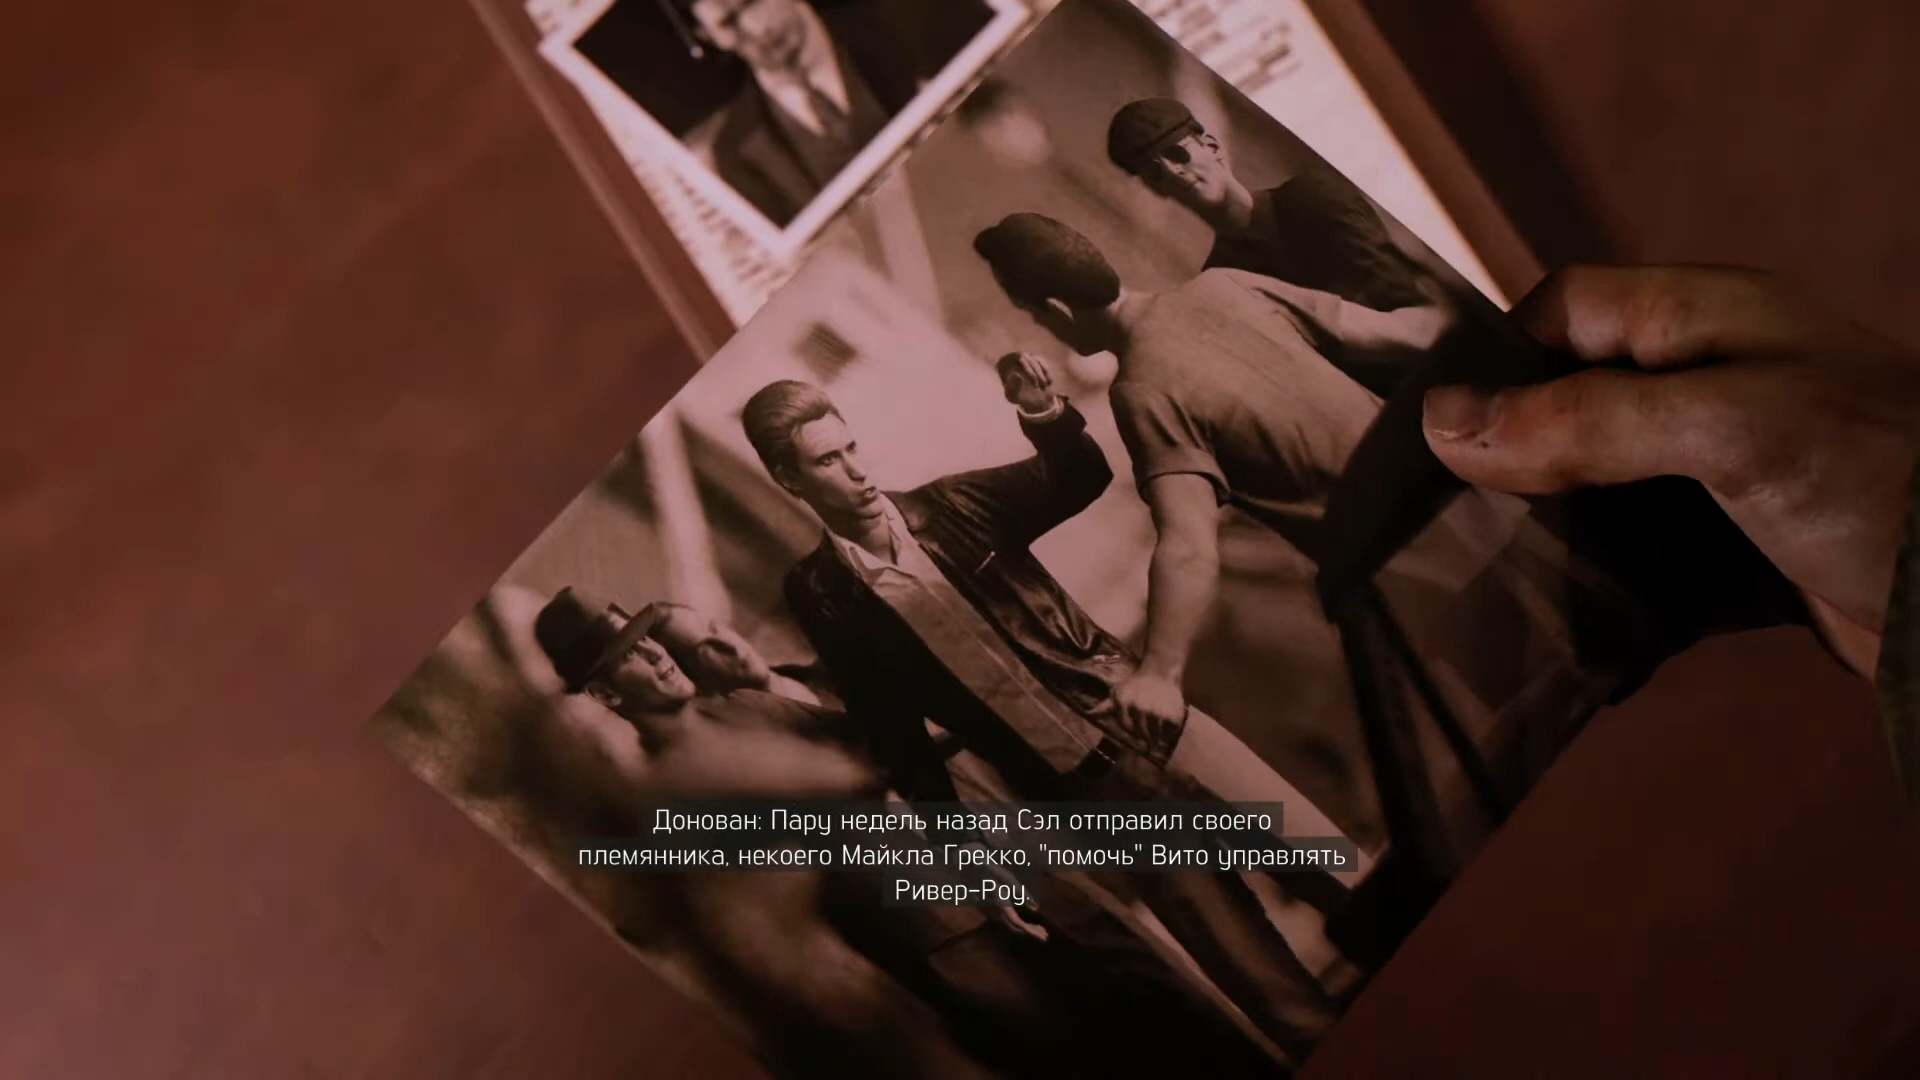 Донован: Пару недель назад Сэл отправил своего
племянника, некоего Майкла Грекко, "помочь" Вито управлять
Ривер-Роу.